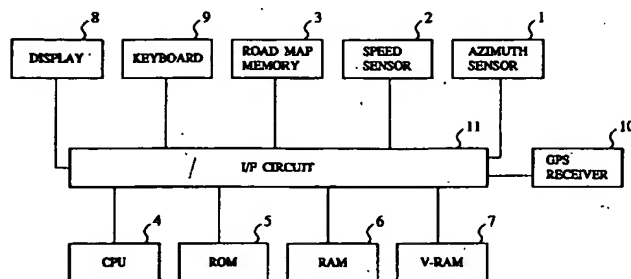 8
9
3
2
1
DISPLAY
KEYBOARD
ROAD MAP
MEMORY
SPEED
SENSOR
AZIMUTH
SENSOR
11
10
I/F CIRCUIT
GPS
RECEIVER
4
5
6
7
CPU
ROM
RAM
V-RAM